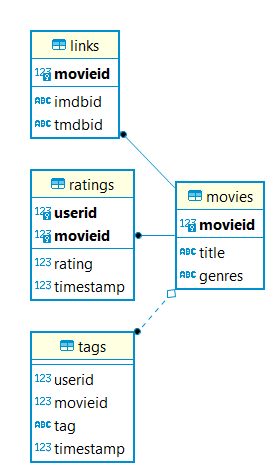 links
123 movieid
ABC imdbid
ABC tmdbid
ratings
123 userid
123 movieid
123 rating
123 timestamp
movies
123 movieid
ABC title
ABC genres
tags
123 userid
123 movieid
ABC tag
123 timestamp